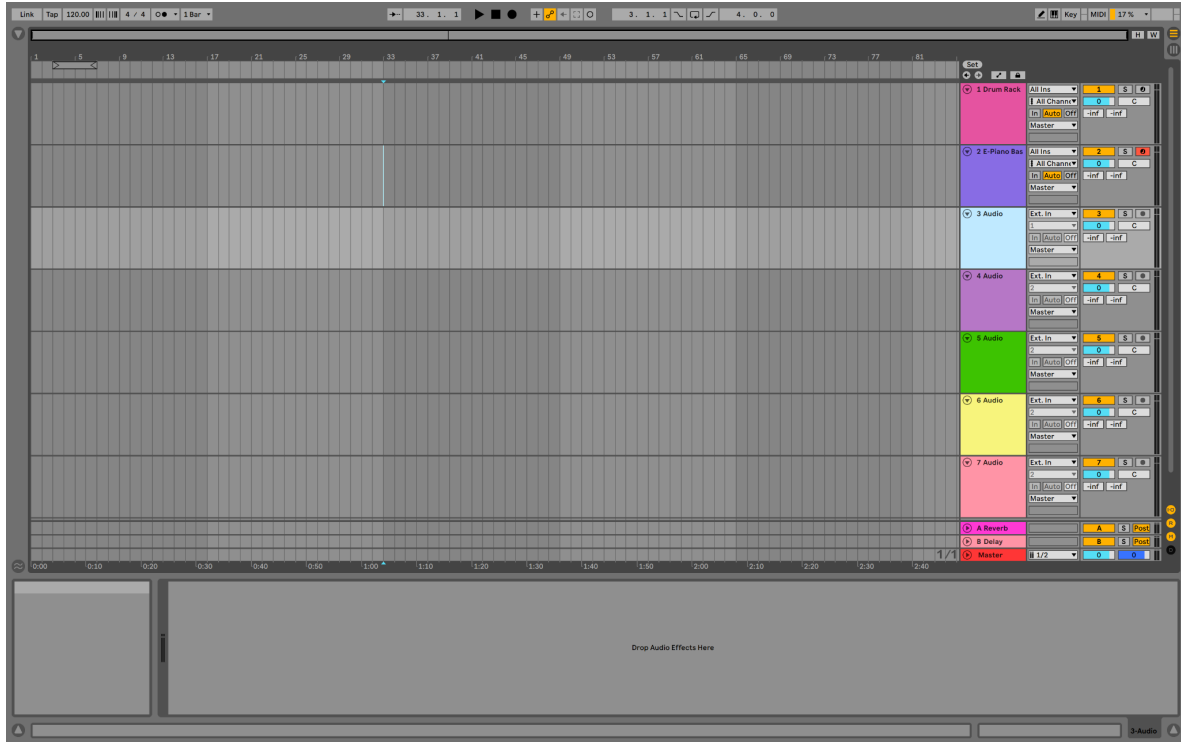 Link Tap 120.00 4 / 4 1 Bar 33. 1. 1 3. 1. 1 4. 0. 0 Key MIDI 17 %
H W
1 5 9 13 17 21 25 29 33 37 41 45 49 53 57 61 65 69 73 77 81
Set
1 Drum Rack All Ins 1 S
All Channe 0 C
In Auto Off -inf -inf
Master
2 E-Piano Bas All Ins 2 S
All Channe 0 C
In Auto Off -inf -inf
Master
3 Audio Ext. In 3 S
1 0 C
In Auto Off -inf -inf
Master
4 Audio Ext. In 4 S
2 0 C
In Auto Off -inf -inf
Master
5 Audio Ext. In 5 S
2 0 C
In Auto Off -inf -inf
Master
6 Audio Ext. In 6 S
2 0 C
In Auto Off -inf -inf
Master
7 Audio Ext. In 7 S
2 0 C
In Auto Off -inf -inf
Master
A Reverb A S Post
B Delay B S Post
1/1 Master 1/2 0 0
0:00 0:10 0:20 0:30 0:40 0:50 1:00 1:10 1:20 1:30 1:40 1:50 2:00 2:10 2:20 2:30 2:40
Drop Audio Effects Here
3-Audio